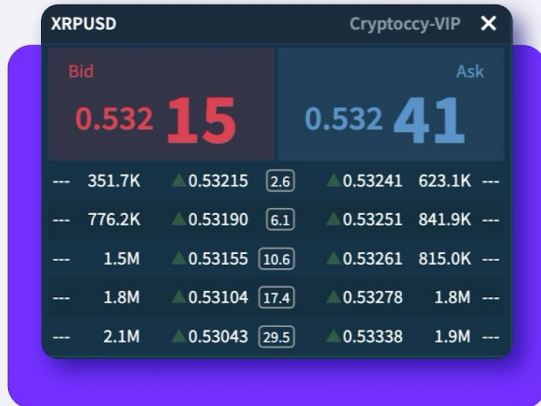 XRPUSD Cryptoccy-VIP ✕
Bid Ask
0.532 15 0.532 41
--- 351.7K ▲0.53215 2.6 ▲0.53241 623.1K ---
--- 776.2K ▲0.53190 6.1 ▲0.53251 841.9K ---
--- 1.5M ▲0.53155 10.6 ▲0.53261 815.0K ---
--- 1.8M ▲0.53104 17.4 ▲0.53278 1.8M ---
--- 2.1M ▲0.53043 29.5 ▲0.53338 1.9M ---